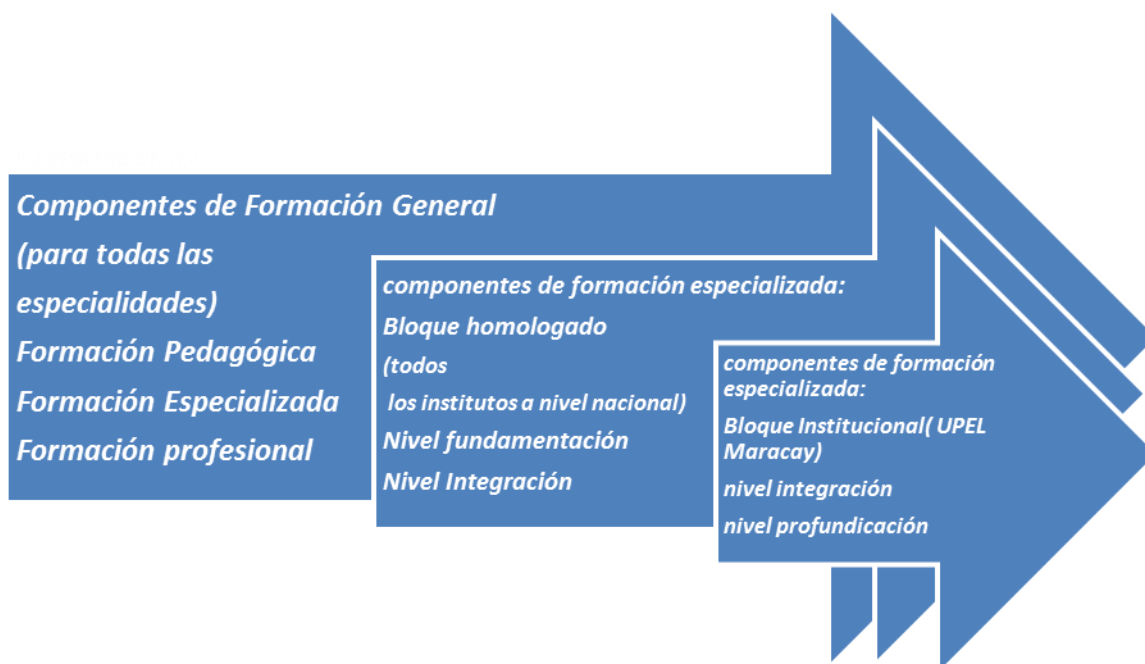 Componentes de Formación General
(para todas las
especialidades)
Formación Pedagógica
Formación Especializada
Formación profesional
componentes de formación especializada:
Bloque homologado
(todos
los institutos a nivel nacional)
Nivel fundamentación
Nivel Integración
componentes de formación
especializada:
Bloque Institucional( UPEL
Maracay)
nivel integración
nivel profundicación